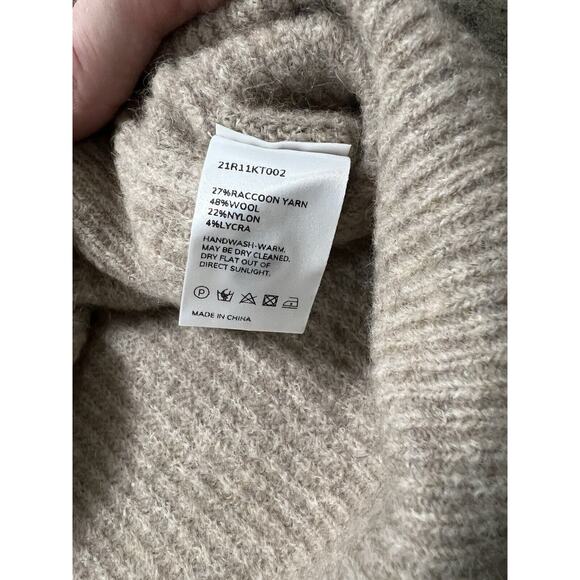 21R11KT002
27%RACCOON YARN
48%WOOL
22%NYLON
4%LYCRA
HANDWASH-WARM.
MAY BE DRY CLEANED.
DRY FLAT OUT OF
DIRECT SUNLIGHT.
P
MADE IN CHINA